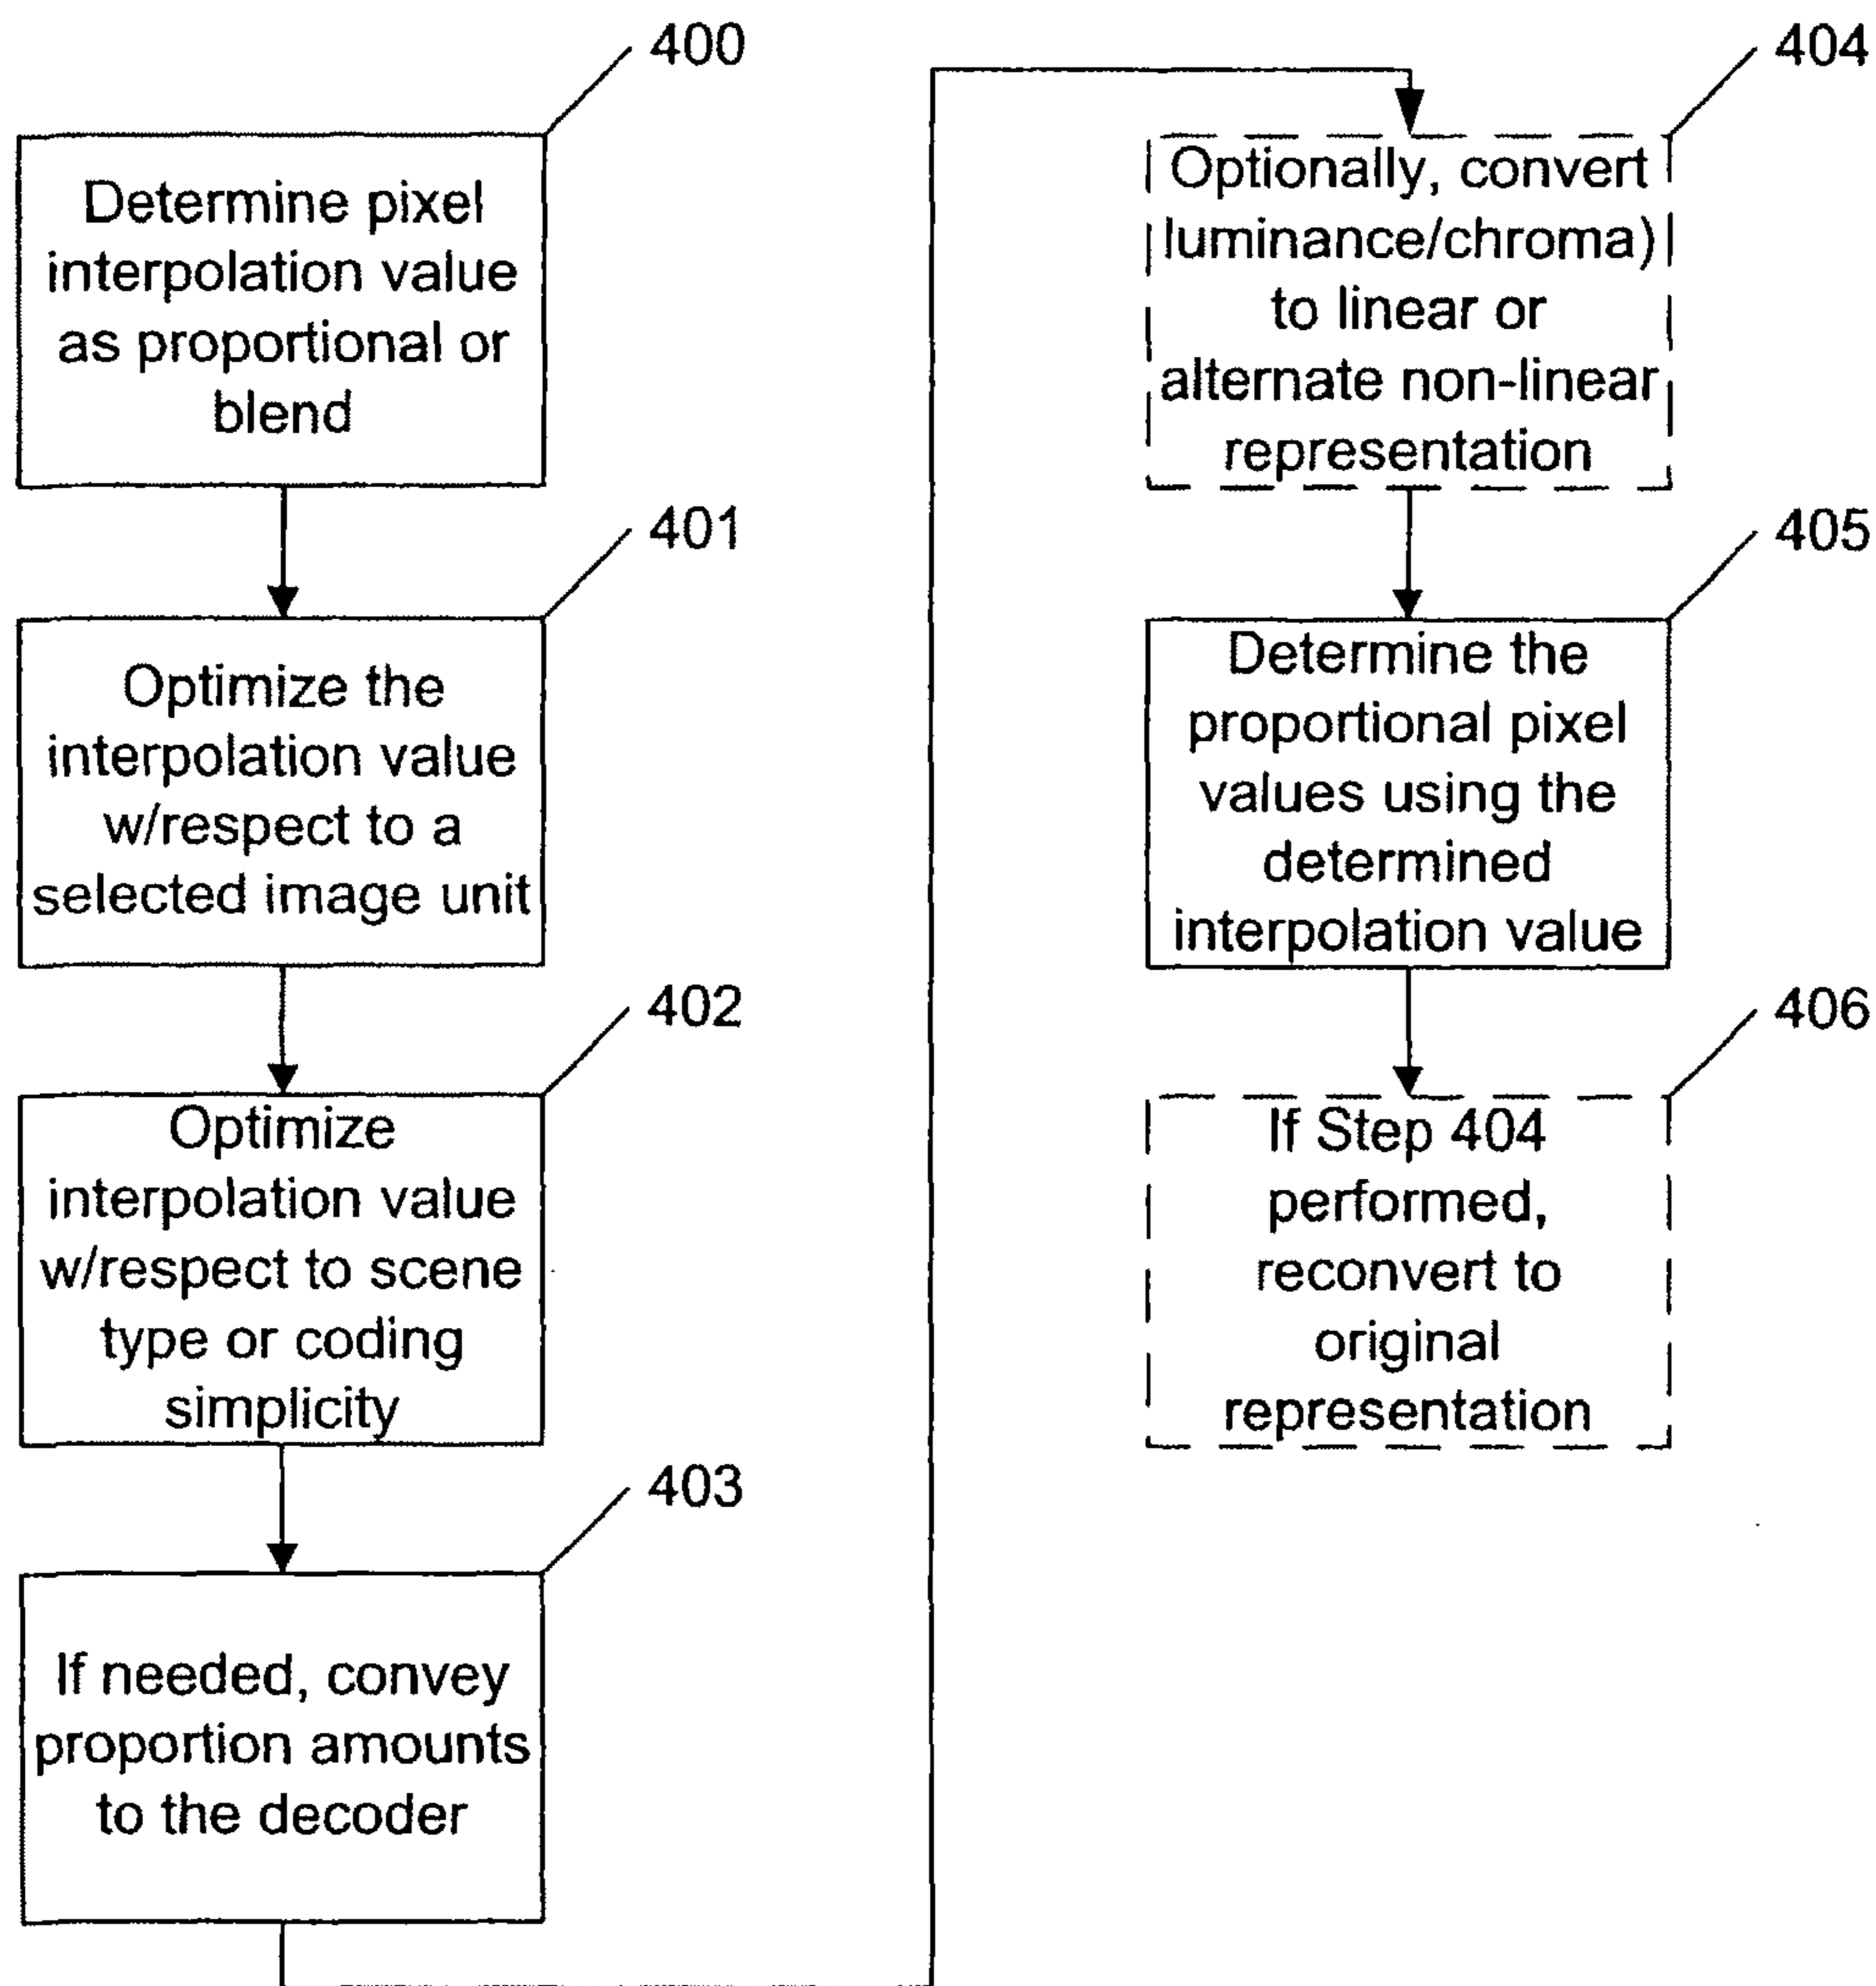 400
Determine pixel
interpolation value
as proportional or
blend
401
Optimize the
interpolation value
w/respect to a
selected image unit
402
Optimize
interpolation value
w/respect to scene
type or coding
simplicity
403
If needed, convey
proportion amounts
to the decoder
404
Optionally, convert
luminance/chroma)
to linear or
alternate non-linear
representation
405
Determine the
proportional pixel
values using the
determined
interpolation value
406
If Step 404
performed,
reconvert to
original
representation